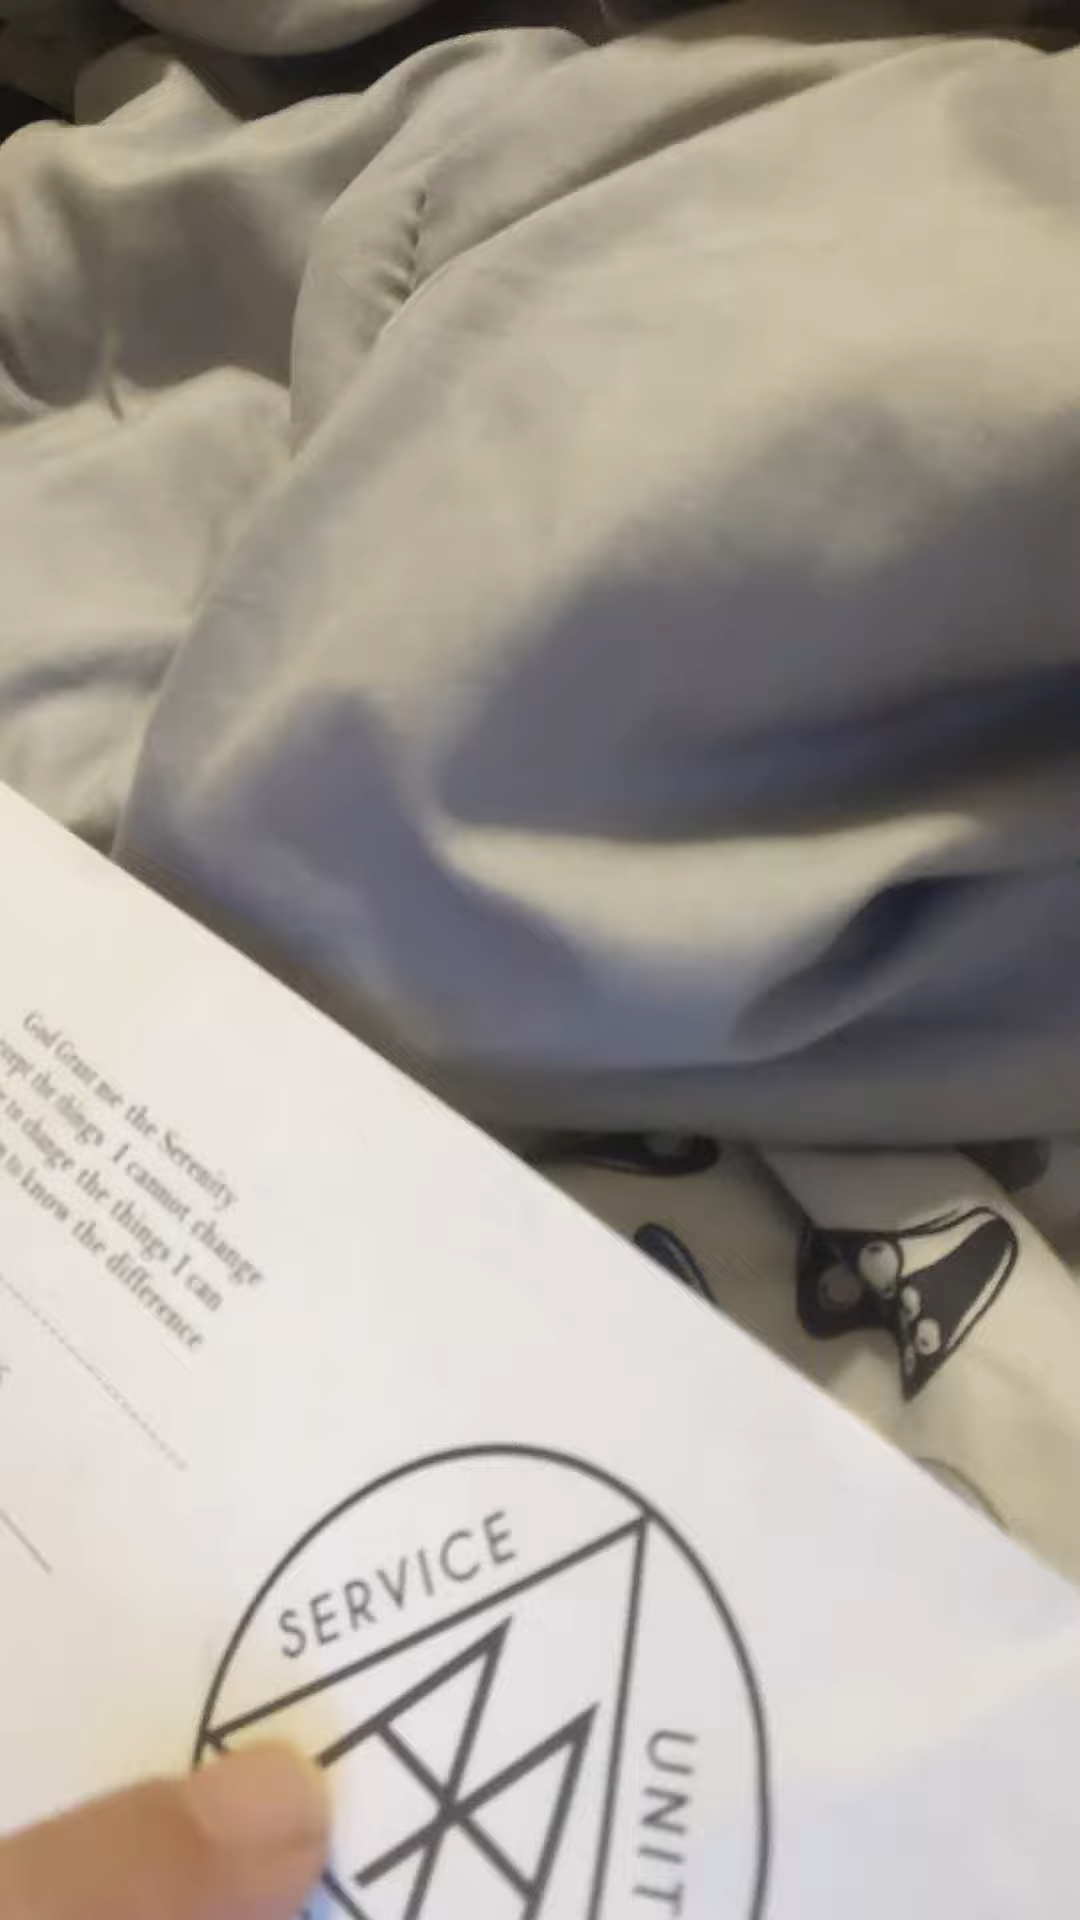 God Grant me the Serenity
the things I cannot change
to change the things I can
to know the difference
SERVICE
UNIT
AA